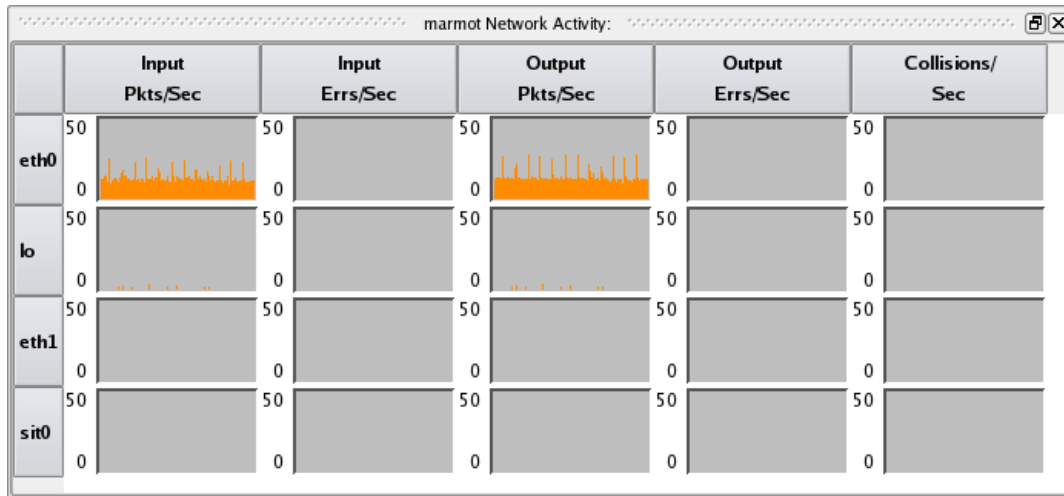 marmot Network Activity:
Input Input Output Output Collisions/
Pkts/Sec Errs/Sec Pkts/Sec Errs/Sec Sec
50 50 50 50 50
eth0
0 0 0 0 0
50 50 50 50 50
lo
0 0 0 0 0
50 50 50 50 50
eth1
0 0 0 0 0
50 50 50 50 50
sit0
0 0 0 0 0